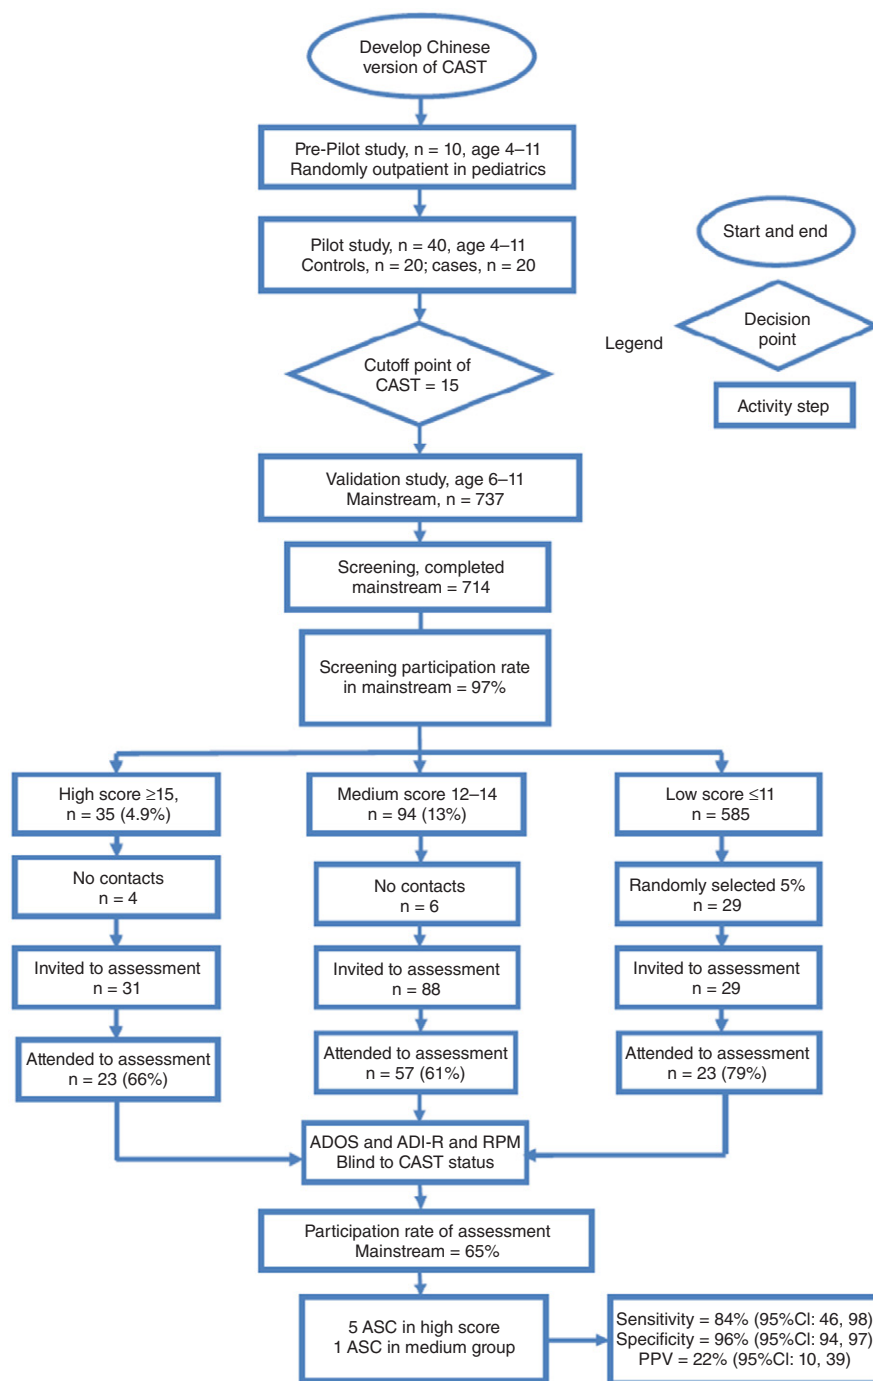 Develop Chinese
version of CAST
Pre-Pilot study, n = 10, age 4–11
Randomly outpatient in pediatrics
Pilot study, n = 40, age 4–11
Controls, n = 20; cases, n = 20
Start and end
Legend
Decision
point
Activity step
Cutoff point of
CAST = 15
Validation study, age 6–11
Mainstream, n = 737
Screening, completed
mainstream = 714
Screening participation rate
in mainstream = 97%
High score ≥15,
n = 35 (4.9%)
Medium score 12–14
n = 94 (13%)
Low score ≤11
n = 585
No contacts
n = 4
No contacts
n = 6
Randomly selected 5%
n = 29
Invited to assessment
n = 31
Invited to assessment
n = 88
Invited to assessment
n = 29
Attended to assessment
n = 23 (66%)
Attended to assessment
n = 57 (61%)
Attended to assessment
n = 23 (79%)
ADOS and ADI-R and RPM
Blind to CAST status
Participation rate of assessment
Mainstream = 65%
5 ASC in high score
1 ASC in medium group
Sensitivity = 84% (95%CI: 46, 98)
Specificity = 96% (95%CI: 94, 97)
PPV = 22% (95%CI: 10, 39)